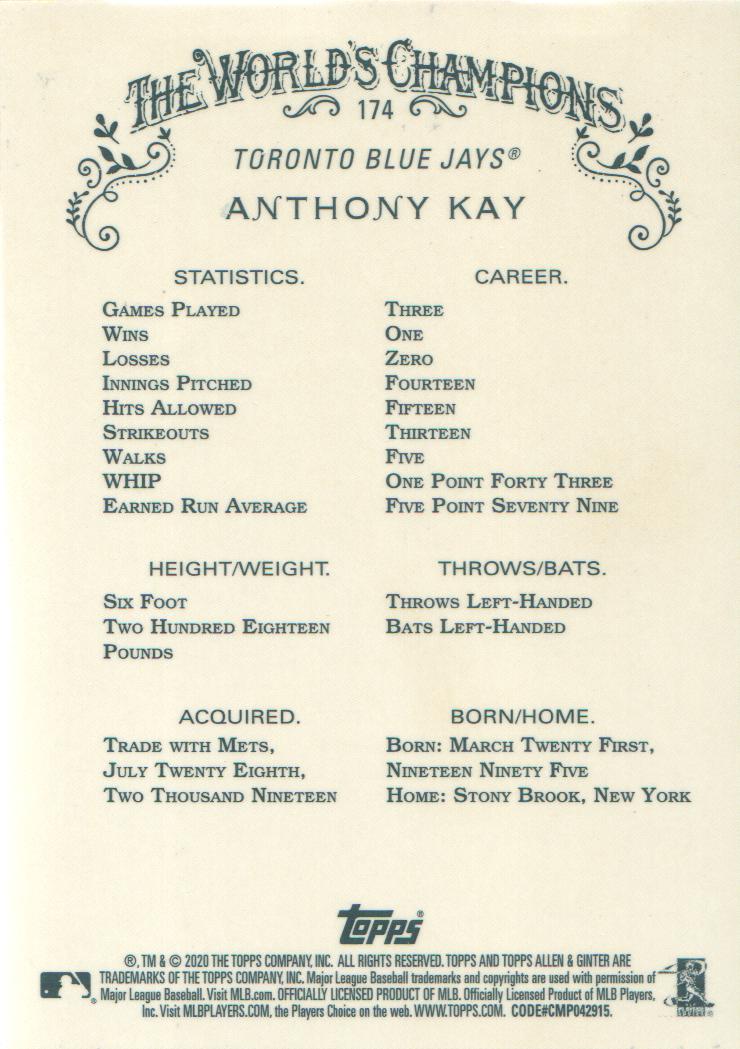 THE WORLD'S CHAMPIONS
174
TORONTO BLUE JAYS®
ANTHONY KAY
STATISTICS. CAREER.
GAMES PLAYED THREE
WINS ONE
LOSSES ZERO
INNINGS PITCHED FOURTEEN
HITS ALLOWED FIFTEEN
STRIKEOUTS THIRTEEN
WALKS FIVE
WHIP ONE POINT FORTY THREE
EARNED RUN AVERAGE FIVE POINT SEVENTY NINE
HEIGHT/WEIGHT. THROWS/BATS.
SIX FOOT THROWS LEFT-HANDED
TWO HUNDRED EIGHTEEN BATS LEFT-HANDED
POUNDS
ACQUIRED. BORN/HOME.
TRADE WITH METS, BORN: MARCH TWENTY FIRST,
JULY TWENTY EIGHTH, NINETEEN NINETY FIVE
TWO THOUSAND NINETEEN HOME: STONY BROOK, NEW YORK
Topps®
®, TM & © 2020 THE TOPPS COMPANY, INC. ALL RIGHTS RESERVED. TOPPS AND TOPPS ALLEN & GINTER ARE
TRADEMARKS OF THE TOPPS COMPANY, INC. Major League Baseball trademarks and copyrights are used with permission of
Major League Baseball. Visit MLB.com. OFFICIALLY LICENSED PRODUCT OF MLB. Officially Licensed Product of MLB Players,
Inc. Visit MLBPLAYERS.COM, the Players Choice on the web. WWW.TOPPS.COM. CODE#CMP042915.